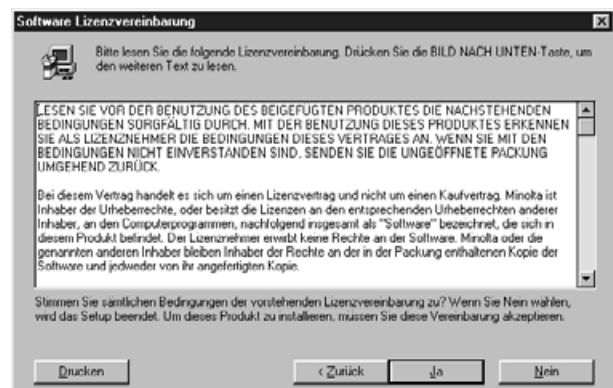 Software Lizenzvereinbarung
Bitte lesen Sie die folgende Lizenzvereinbarung. Drücken Sie die BILD NACH UNTEN-Taste, um
den weiteren Text zu lesen.
LESEN SIE VOR DER BENUTZUNG DES BEIGEFÜGTEN PRODUKTES DIE NACHSTEHENDEN
BEDINGUNGEN SORGFÄLTIG DURCH. MIT DER BENUTZUNG DIESES PRODUKTES ERKENNEN
SIE ALS LIZENZNEHMER DIE BEDINGUNGEN DIESES VERTRAGES AN. WENN SIE MIT DEN
BEDINGUNGEN NICHT EINVERSTANDEN SIND, SENDEN SIE DIE UNGEÖFFNETE PACKUNG
UMGEHEND ZURÜCK.
Bei diesem Vertrag handelt es sich um einen Lizenzvertrag und nicht um einen Kaufvertrag. Minolta ist
Inhaber der Urheberrechte, oder besitzt die Lizenzen an den entsprechenden Urheberrechten anderer
Inhaber, an den Computerprogrammen, nachfolgend insgesamt als "Software" bezeichnet, die sich in
diesem Produkt befindet. Der Lizenznehmer erwirbt keine Rechte an der Software. Minolta oder die
genannten anderen Inhaber bleiben Inhaber der Rechte an der in der Packung enthaltenen Kopie der
Software und jedweder von ihr angefertigten Kopie.
Stimmen Sie sämtlichen Bedingungen der vorstehenden Lizenzvereinbarung zu? Wenn Sie Nein wählen,
wird das Setup beendet. Um dieses Produkt zu installieren, müssen Sie diese Vereinbarung akzeptieren.
Drucken
< Zurück
Ja
Nein